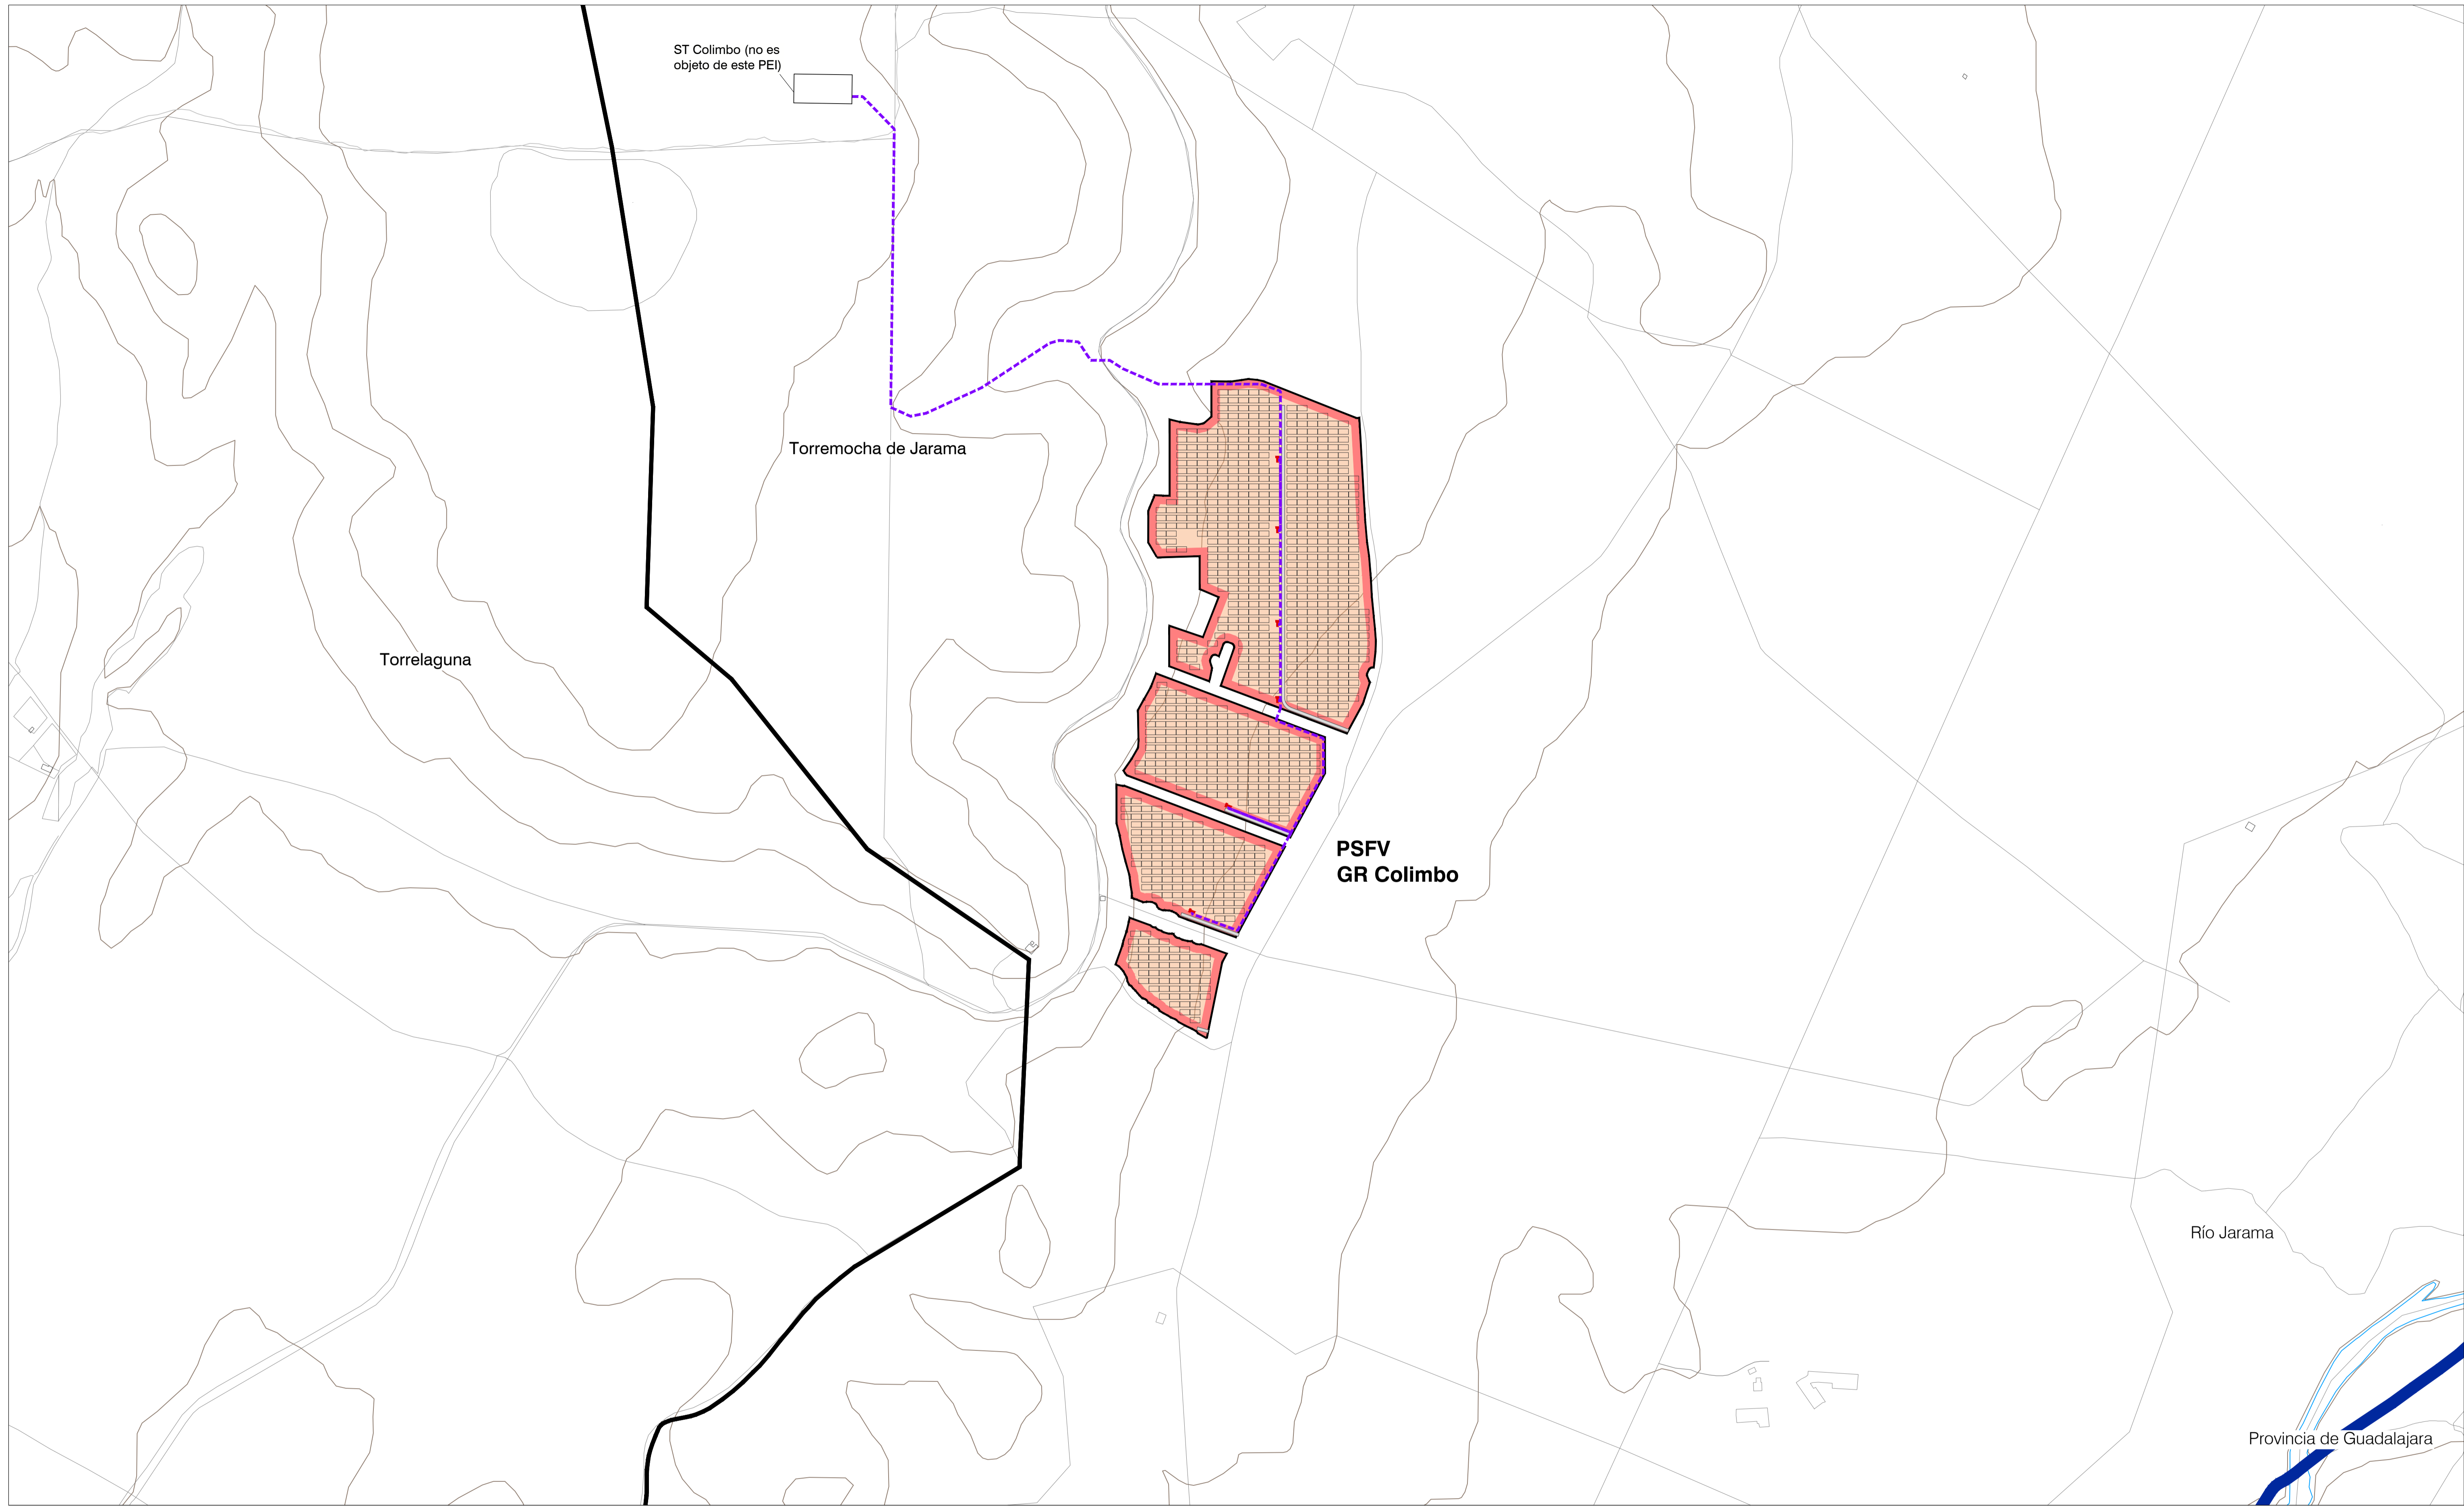 ST Colimbo (no es
objeto de este PEI)
Torremocha de Jarama
Torrelaguna
PSFV
GR Colimbo
Río Jarama
Provincia de Guadalajara